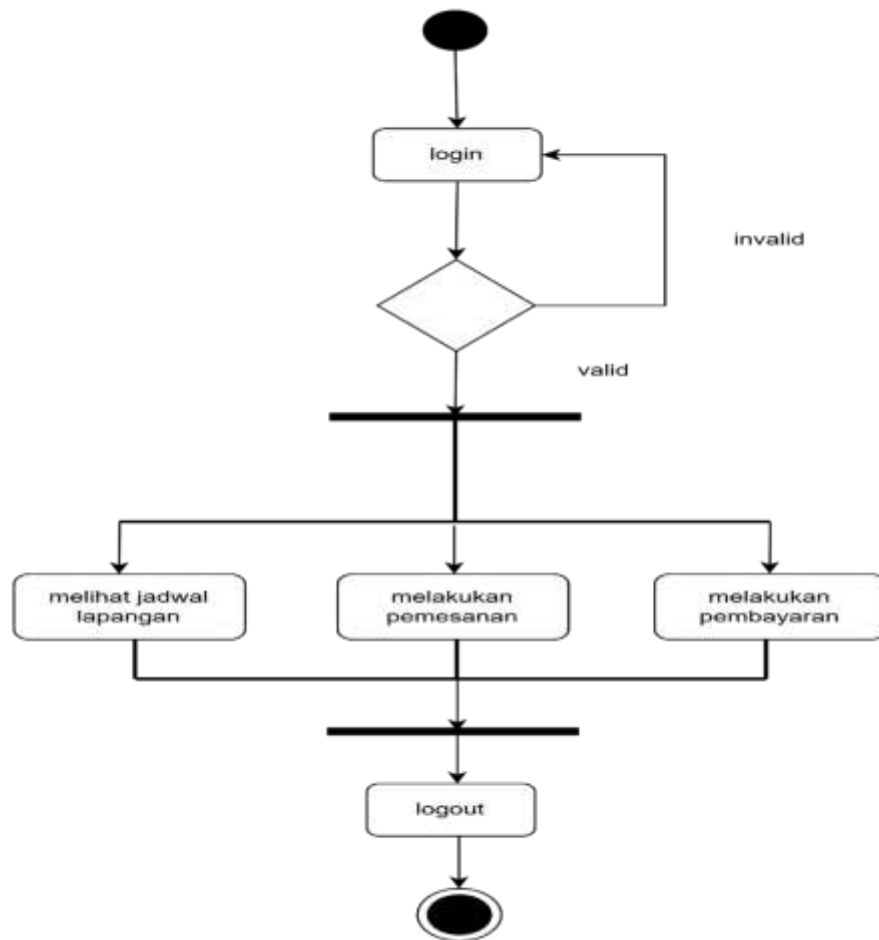 login
invalid
valid
melihat jadwal
lapangan
melakukan
pemesanan
melakukan
pembayaran
logout